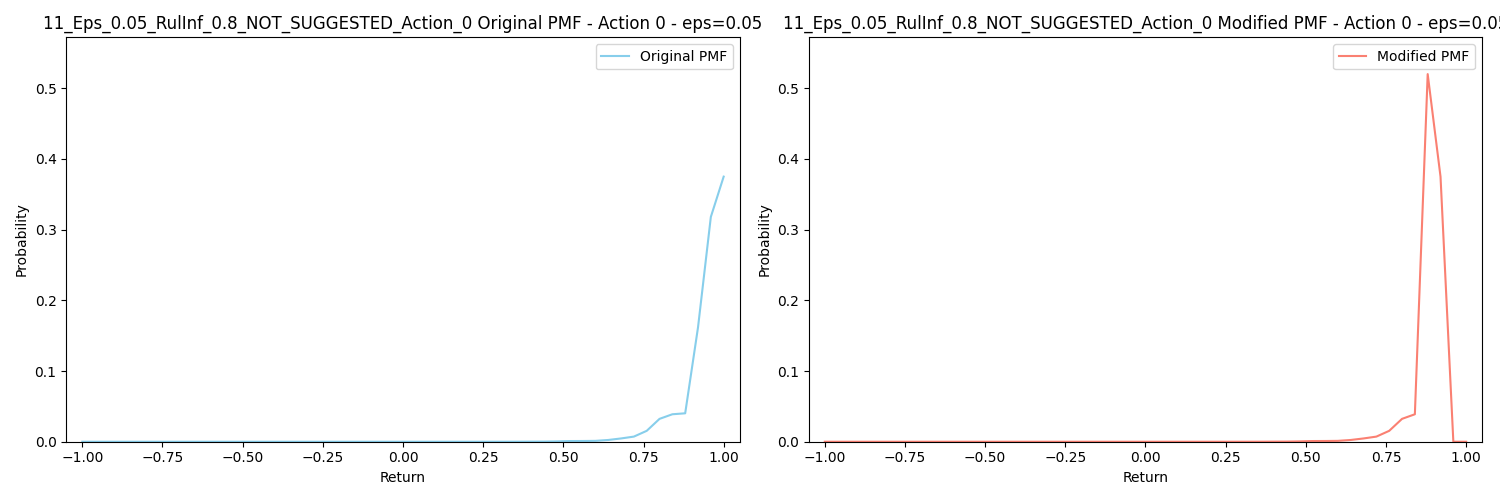 11_Eps_0.05_RulInf_0.8_NOT_SUGGESTED_Action_0 Original PMF - Action 0 - eps=0.05
Original PMF
Probability
0.5
0.4
0.3
0.2
0.1
0.0
−1.00 −0.75 −0.50 −0.25 0.00 0.25 0.50 0.75 1.00
Return
11_Eps_0.05_RulInf_0.8_NOT_SUGGESTED_Action_0 Modified PMF - Action 0 - eps=0.05
Modified PMF
Probability
0.5
0.4
0.3
0.2
0.1
0.0
−1.00 −0.75 −0.50 −0.25 0.00 0.25 0.50 0.75 1.00
Return